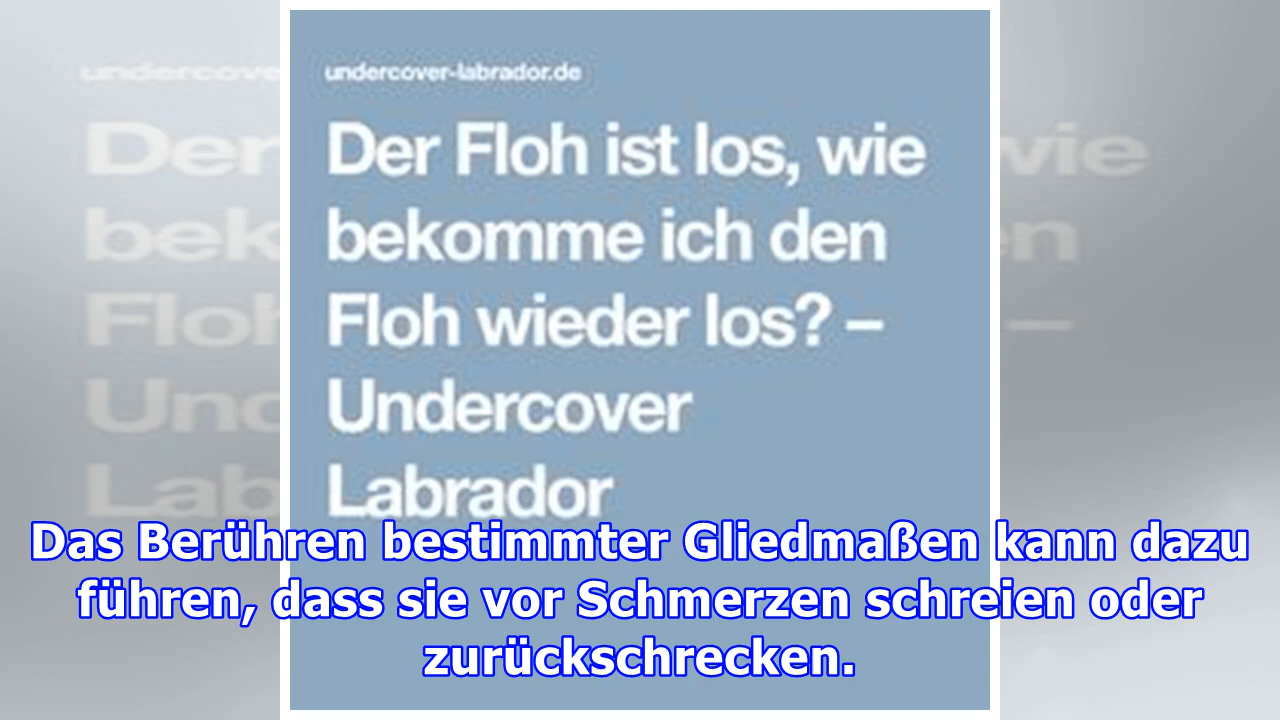 undercover-labrador.de
Der Floh ist los, wie
bekomme ich den
Floh wieder los? –
Undercover
Labrador
Das Berühren bestimmter Gliedmaßen kann dazu
führen, dass sie vor Schmerzen schreien oder
zurückschrecken.